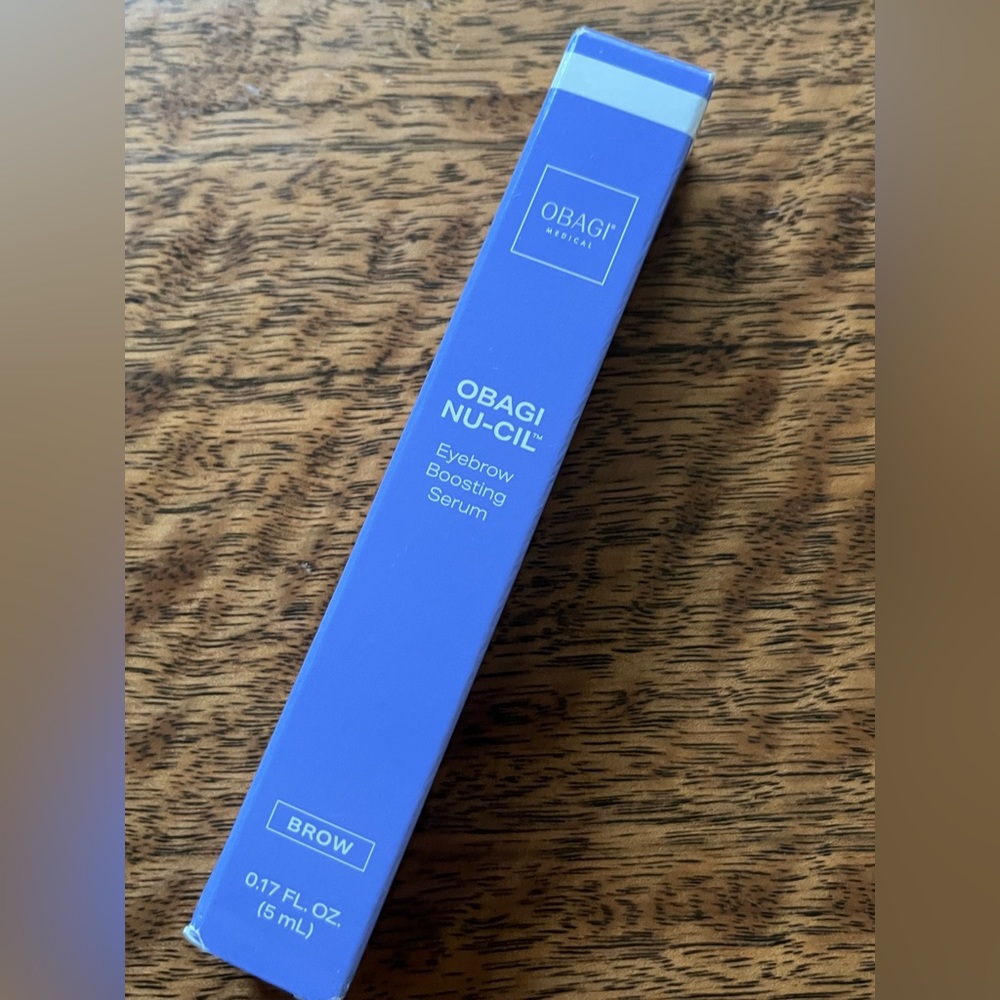 OBAGI®
MEDICAL
OBAGI
NU-CIL™
Eyebrow
Boosting
Serum
BROW
0.17 FL. OZ.
(5 mL)